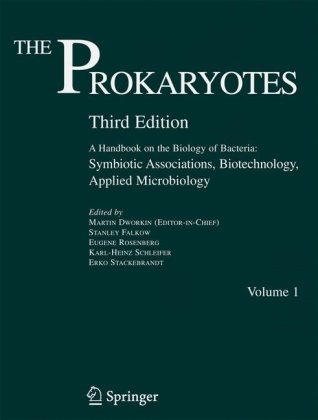 THE PROKARYOTES
Third Edition
A Handbook on the Biology of Bacteria:
Symbiotic Associations, Biotechnology,
Applied Microbiology
Edited by
MARTIN DWORKIN (EDITOR-IN-CHIEF)
STANLEY FALKOW
EUGENE ROSENBERG
KARL-HEINZ SCHLEIFER
ERKO STACKEBRANDT
Volume 1
Springer